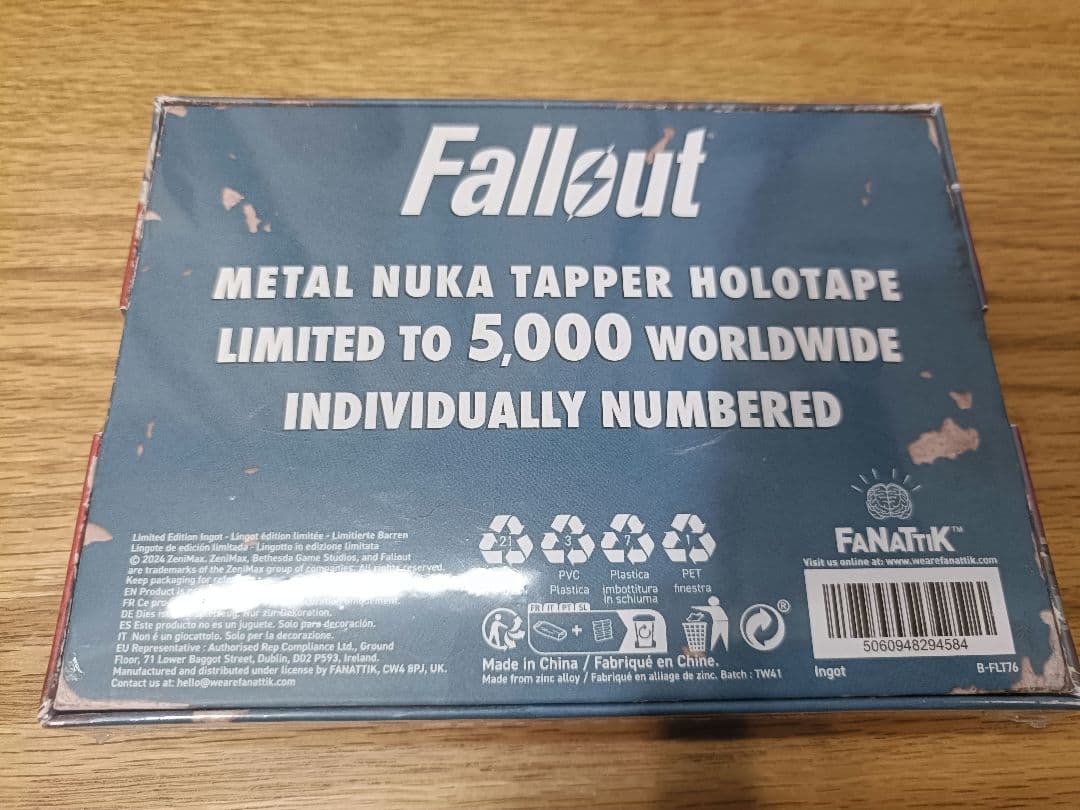 Fallout
METAL NUKA TAPPER HOLOTAPE
LIMITED TO 5,000 WORLDWIDE
INDIVIDUALLY NUMBERED
Limited Edition Ingot - Lingot édition limitée - Limitierte Barren
Lingote de edición limitada - Lingotto in edizione limitata
© 2024 ZeniMax. ZeniMax, Bethesda Game Studios, and Fallout
are trademarks of the ZeniMax group of companies. All rights reserved.
Keep packaging for
EN Product is
FR Ce
DE Dies Nur zur Dekoration.
ES Este producto no es un juguete. Solo para decoración.
IT Non è un giocattolo. Solo per la decorazione.
EU Representative : Authorised Rep Compliance Ltd., Ground
Floor, 71 Lower Baggot Street, Dublin, D02 P593, Ireland.
Manufactured and distributed under license by FANATTIK, CW4 8PJ, UK.
Contact us at: hello@wearefanattik.com
21
3
7
1
PVC
Plastica
Plastica
imbottitura
in schiuma
PET
finestra
FR IT PT SL
+
®
Made in China / Fabriqué en Chine.
Made from zinc alloy / Fabriqué en alliage de zinc. Batch : TW41
FANATTIK™
Visit us online at: www.wearefanattik.com
5060948294584
Ingot
B-FLT76